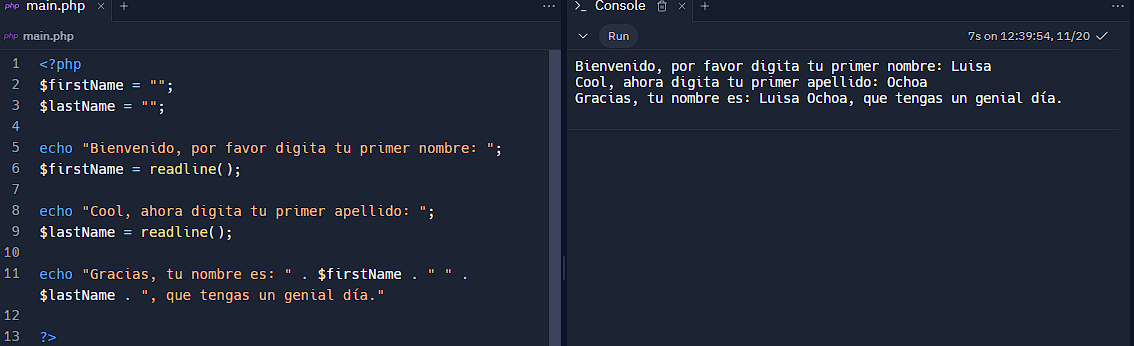 php main.php × +
php main.php
1 <?php
2 $firstName = "";
3 $lastName = "";
4
5 echo "Bienvenido, por favor digita tu primer nombre: ";
6 $firstName = readline();
7
8 echo "Cool, ahora digita tu primer apellido: ";
9 $lastName = readline();
10
11 echo "Gracias, tu nombre es: " . $firstName . " " .
$lastName . ", que tengas un genial día."
12
13 ?>
>_ Console × +
Run 7s on 12:39:54, 11/20
Bienvenido, por favor digita tu primer nombre: Luisa
Cool, ahora digita tu primer apellido: Ochoa
Gracias, tu nombre es: Luisa Ochoa, que tengas un genial día.